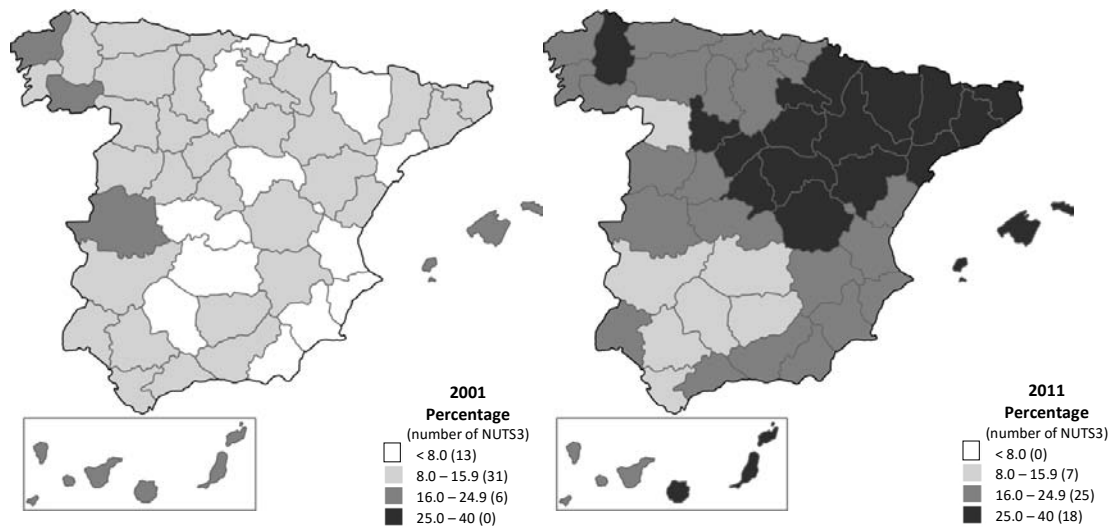 2001
Percentage
(number of NUTS3)
< 8.0 (13)
8.0 – 15.9 (31)
16.0 – 24.9 (6)
25.0 – 40 (0)
2011
Percentage
(number of NUTS3)
< 8.0 (0)
8.0 – 15.9 (7)
16.0 – 24.9 (25)
25.0 – 40 (18)